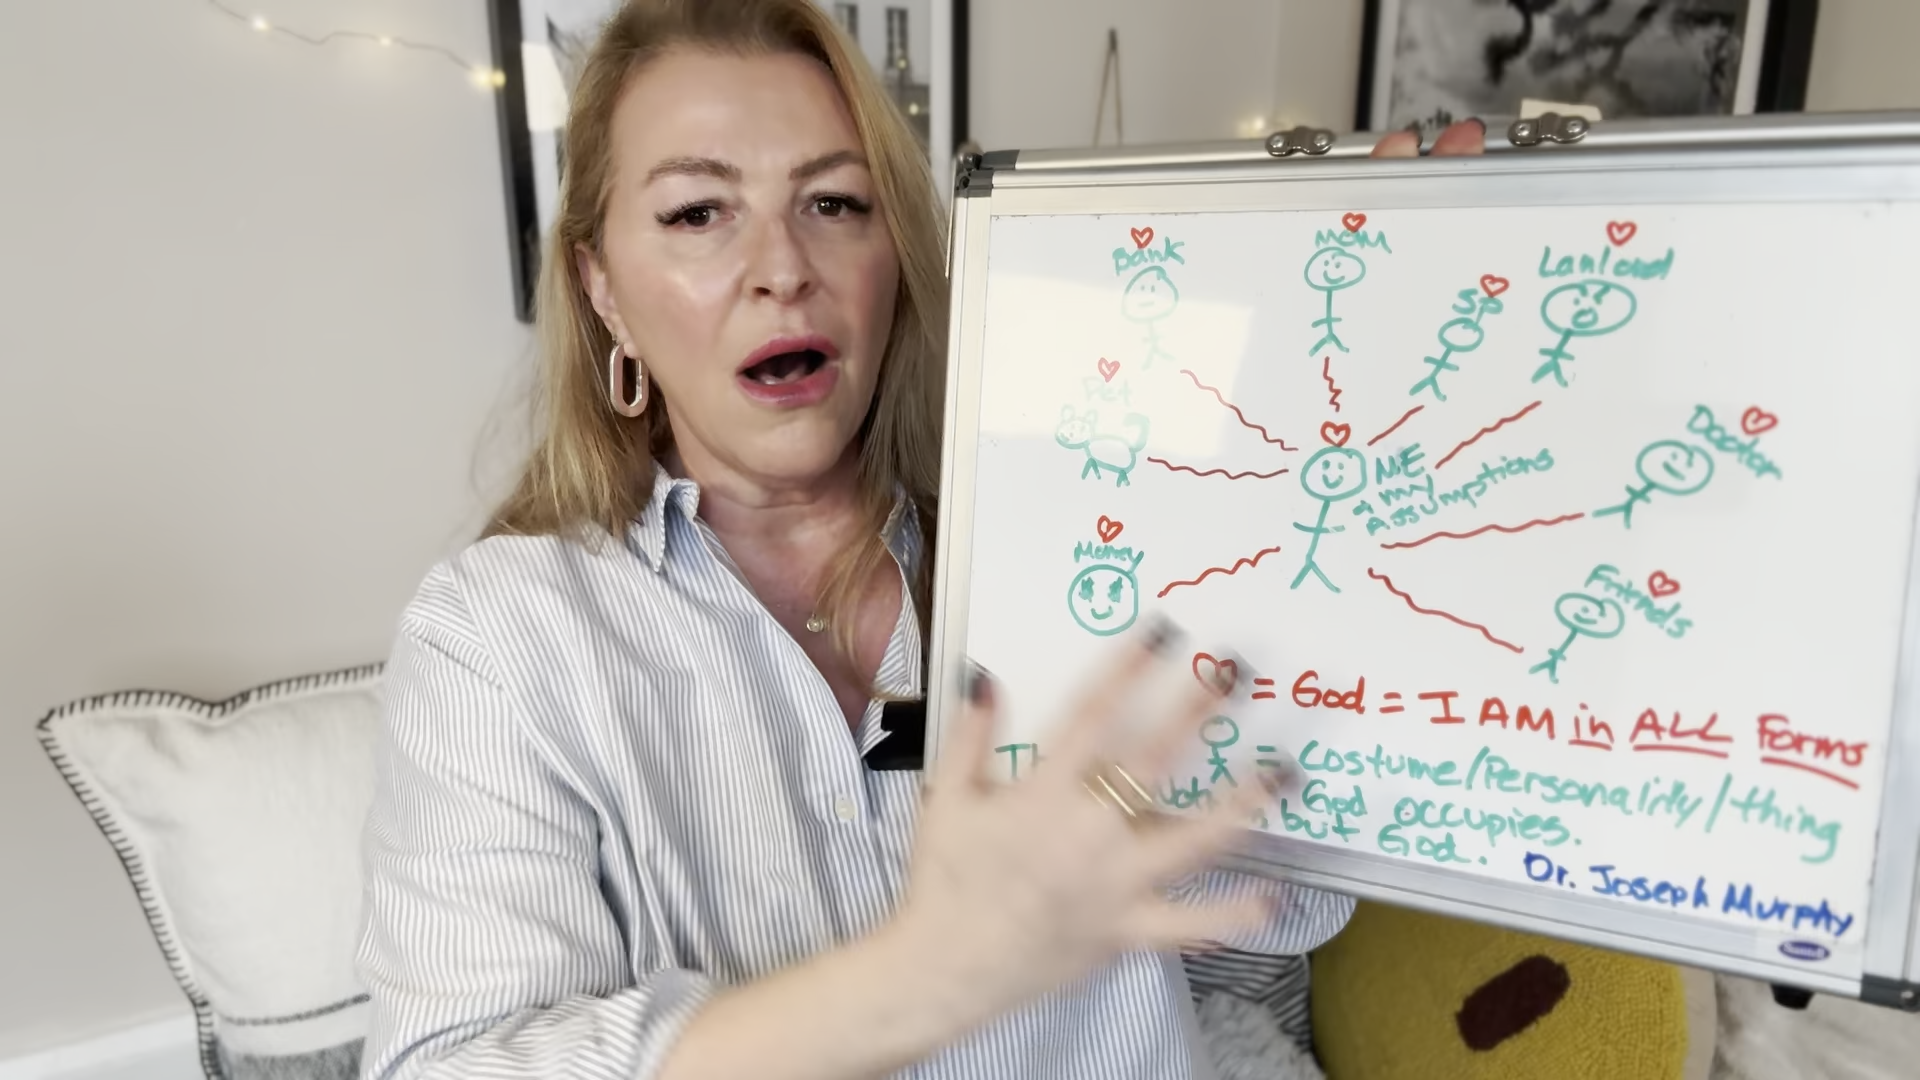 Bank
MOM
SP
Lanlord
Pet
Doctor
ME
& my
Assumptions
Money
Friends
= God = I AM in ALL Forms
= Costume/Personality/thing
God occupies.
but God.
Dr. Joseph Murphy